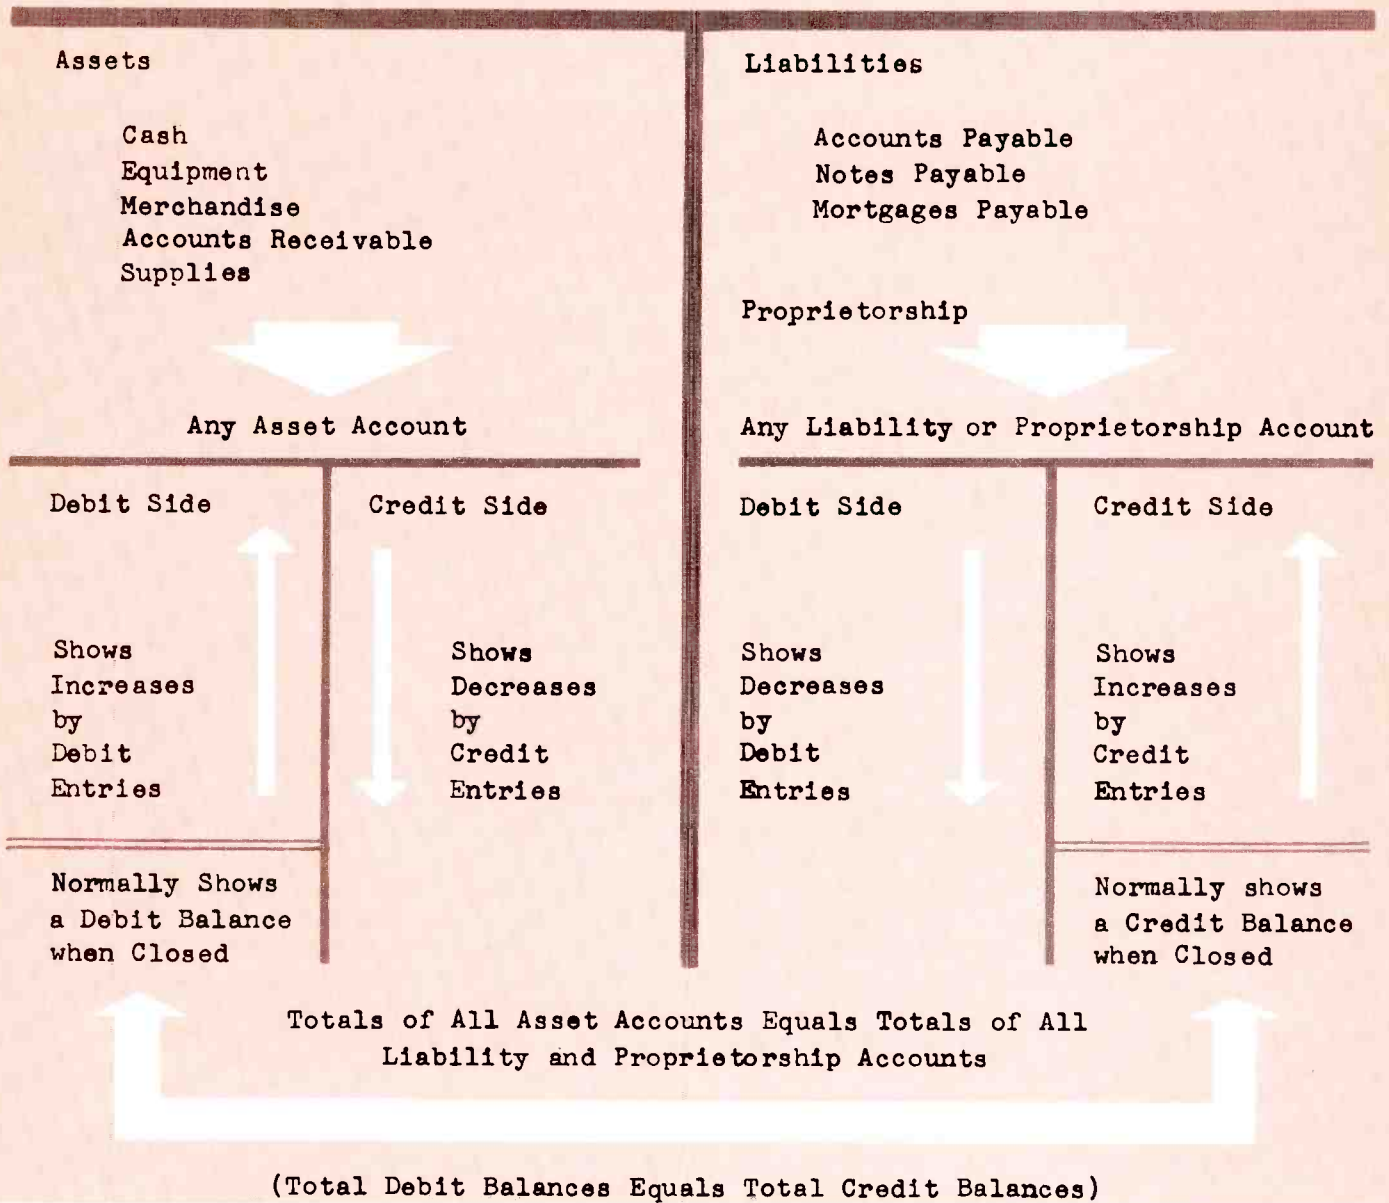 Assets
Cash
Equipment
Merchandise
Accounts Receivable
Supplies
Liabilities
Accounts Payable
Notes Payable
Mortgages Payable
Proprietorship
Any Asset Account
Debit Side
Shows
Increases
by
Debit
Entries
Normally Shows
a Debit Balance
when Closed
Credit Side
Shows
Decreases
by
Credit
Entries
Any Liability or Proprietorship Account
Debit Side
Shows
Decreases
by
Debit
Entries
Credit Side
Shows
Increases
by
Credit
Entries
Normally shows
a Credit Balance
when Closed
Totals of All Asset Accounts Equals Totals of All
Liability and Proprietorship Accounts
(Total Debit Balances Equals Total Credit Balances)